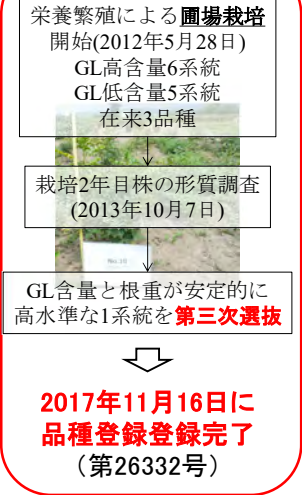 栄養繁殖による圃場栽培
開始(2012年5月28日)
GL高含量6系統
GL低含量5系統
在来3品種
栽培2年目株の形質調査
(2013年10月7日)
GL含量と根重が安定的に
高水準な1系統を第三次選抜
2017年11月16日に
品種登録登録完了
(第26332号)